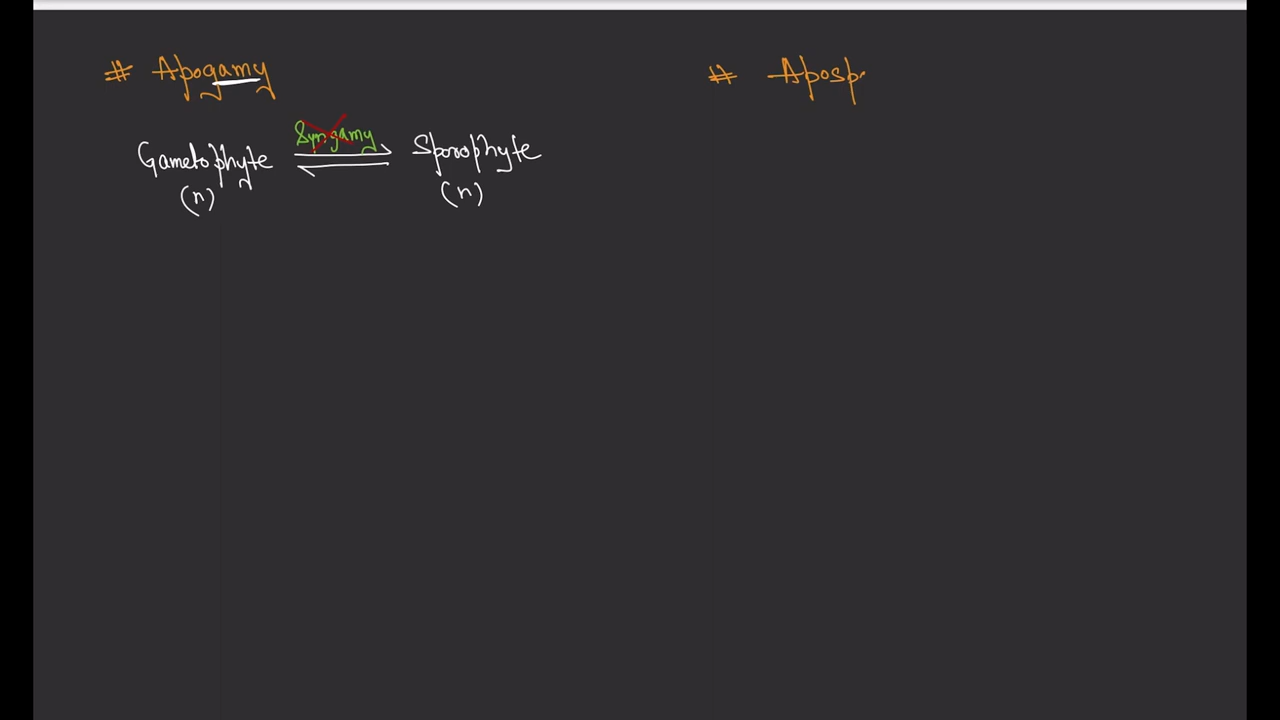 # Apogamy
# Aposp
Syngamy
Gametophyte ⇌ Sporophyte
(n) (n)